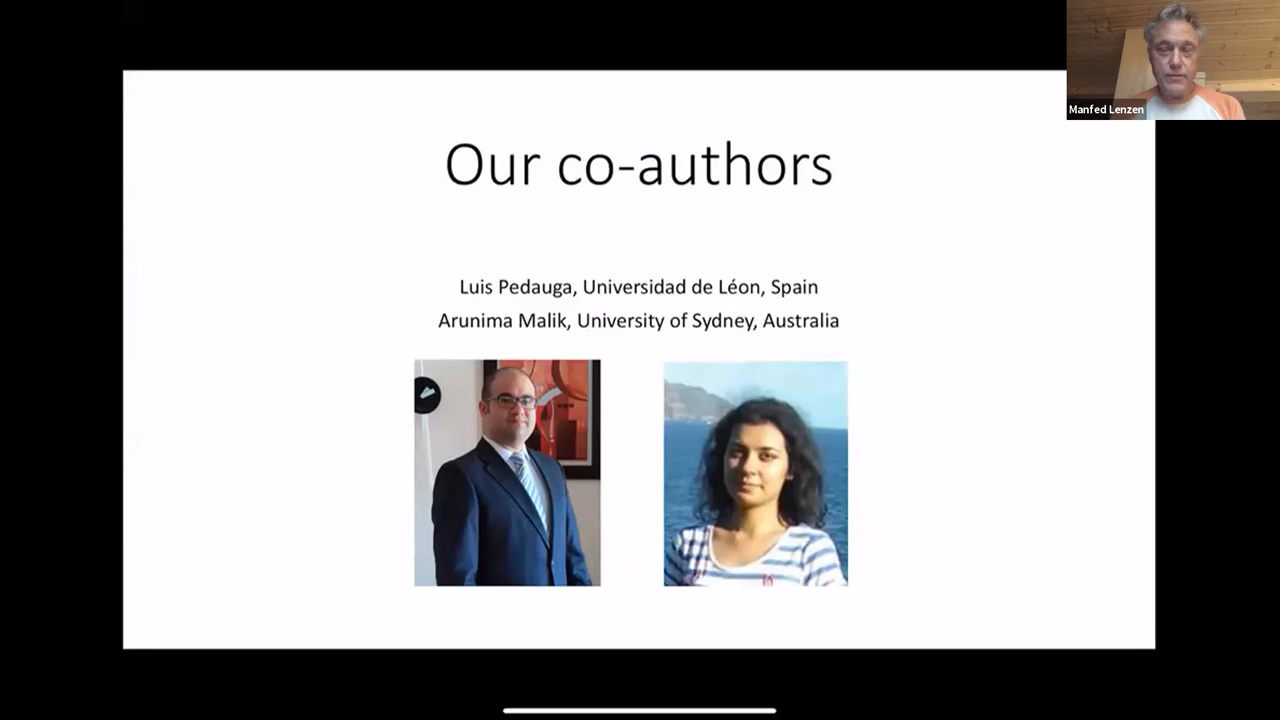 Manfed Lenzen
Our co-authors
Luis Pedauga, Universidad de Léon, Spain
Arunima Malik, University of Sydney, Australia